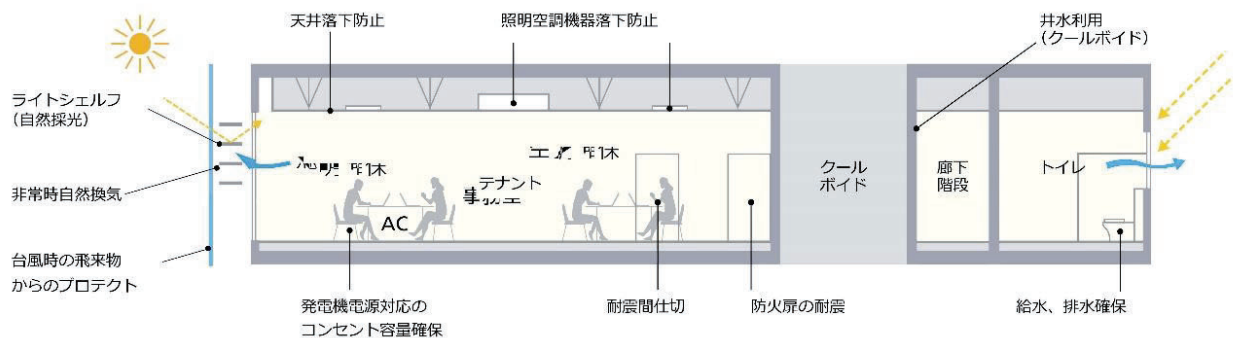 天井落下防止
照明空調機器落下防止
井水利用
（クールボイド）
ライトシェルフ
（自然採光）
非常時自然換気
台風時の飛来物
からのプロテクト
テナント
AC
クール
ボイド
廊下
階段
トイレ
発電機電源対応の
コンセント容量確保
耐震間仕切
防火扉の耐震
給水、排水確保